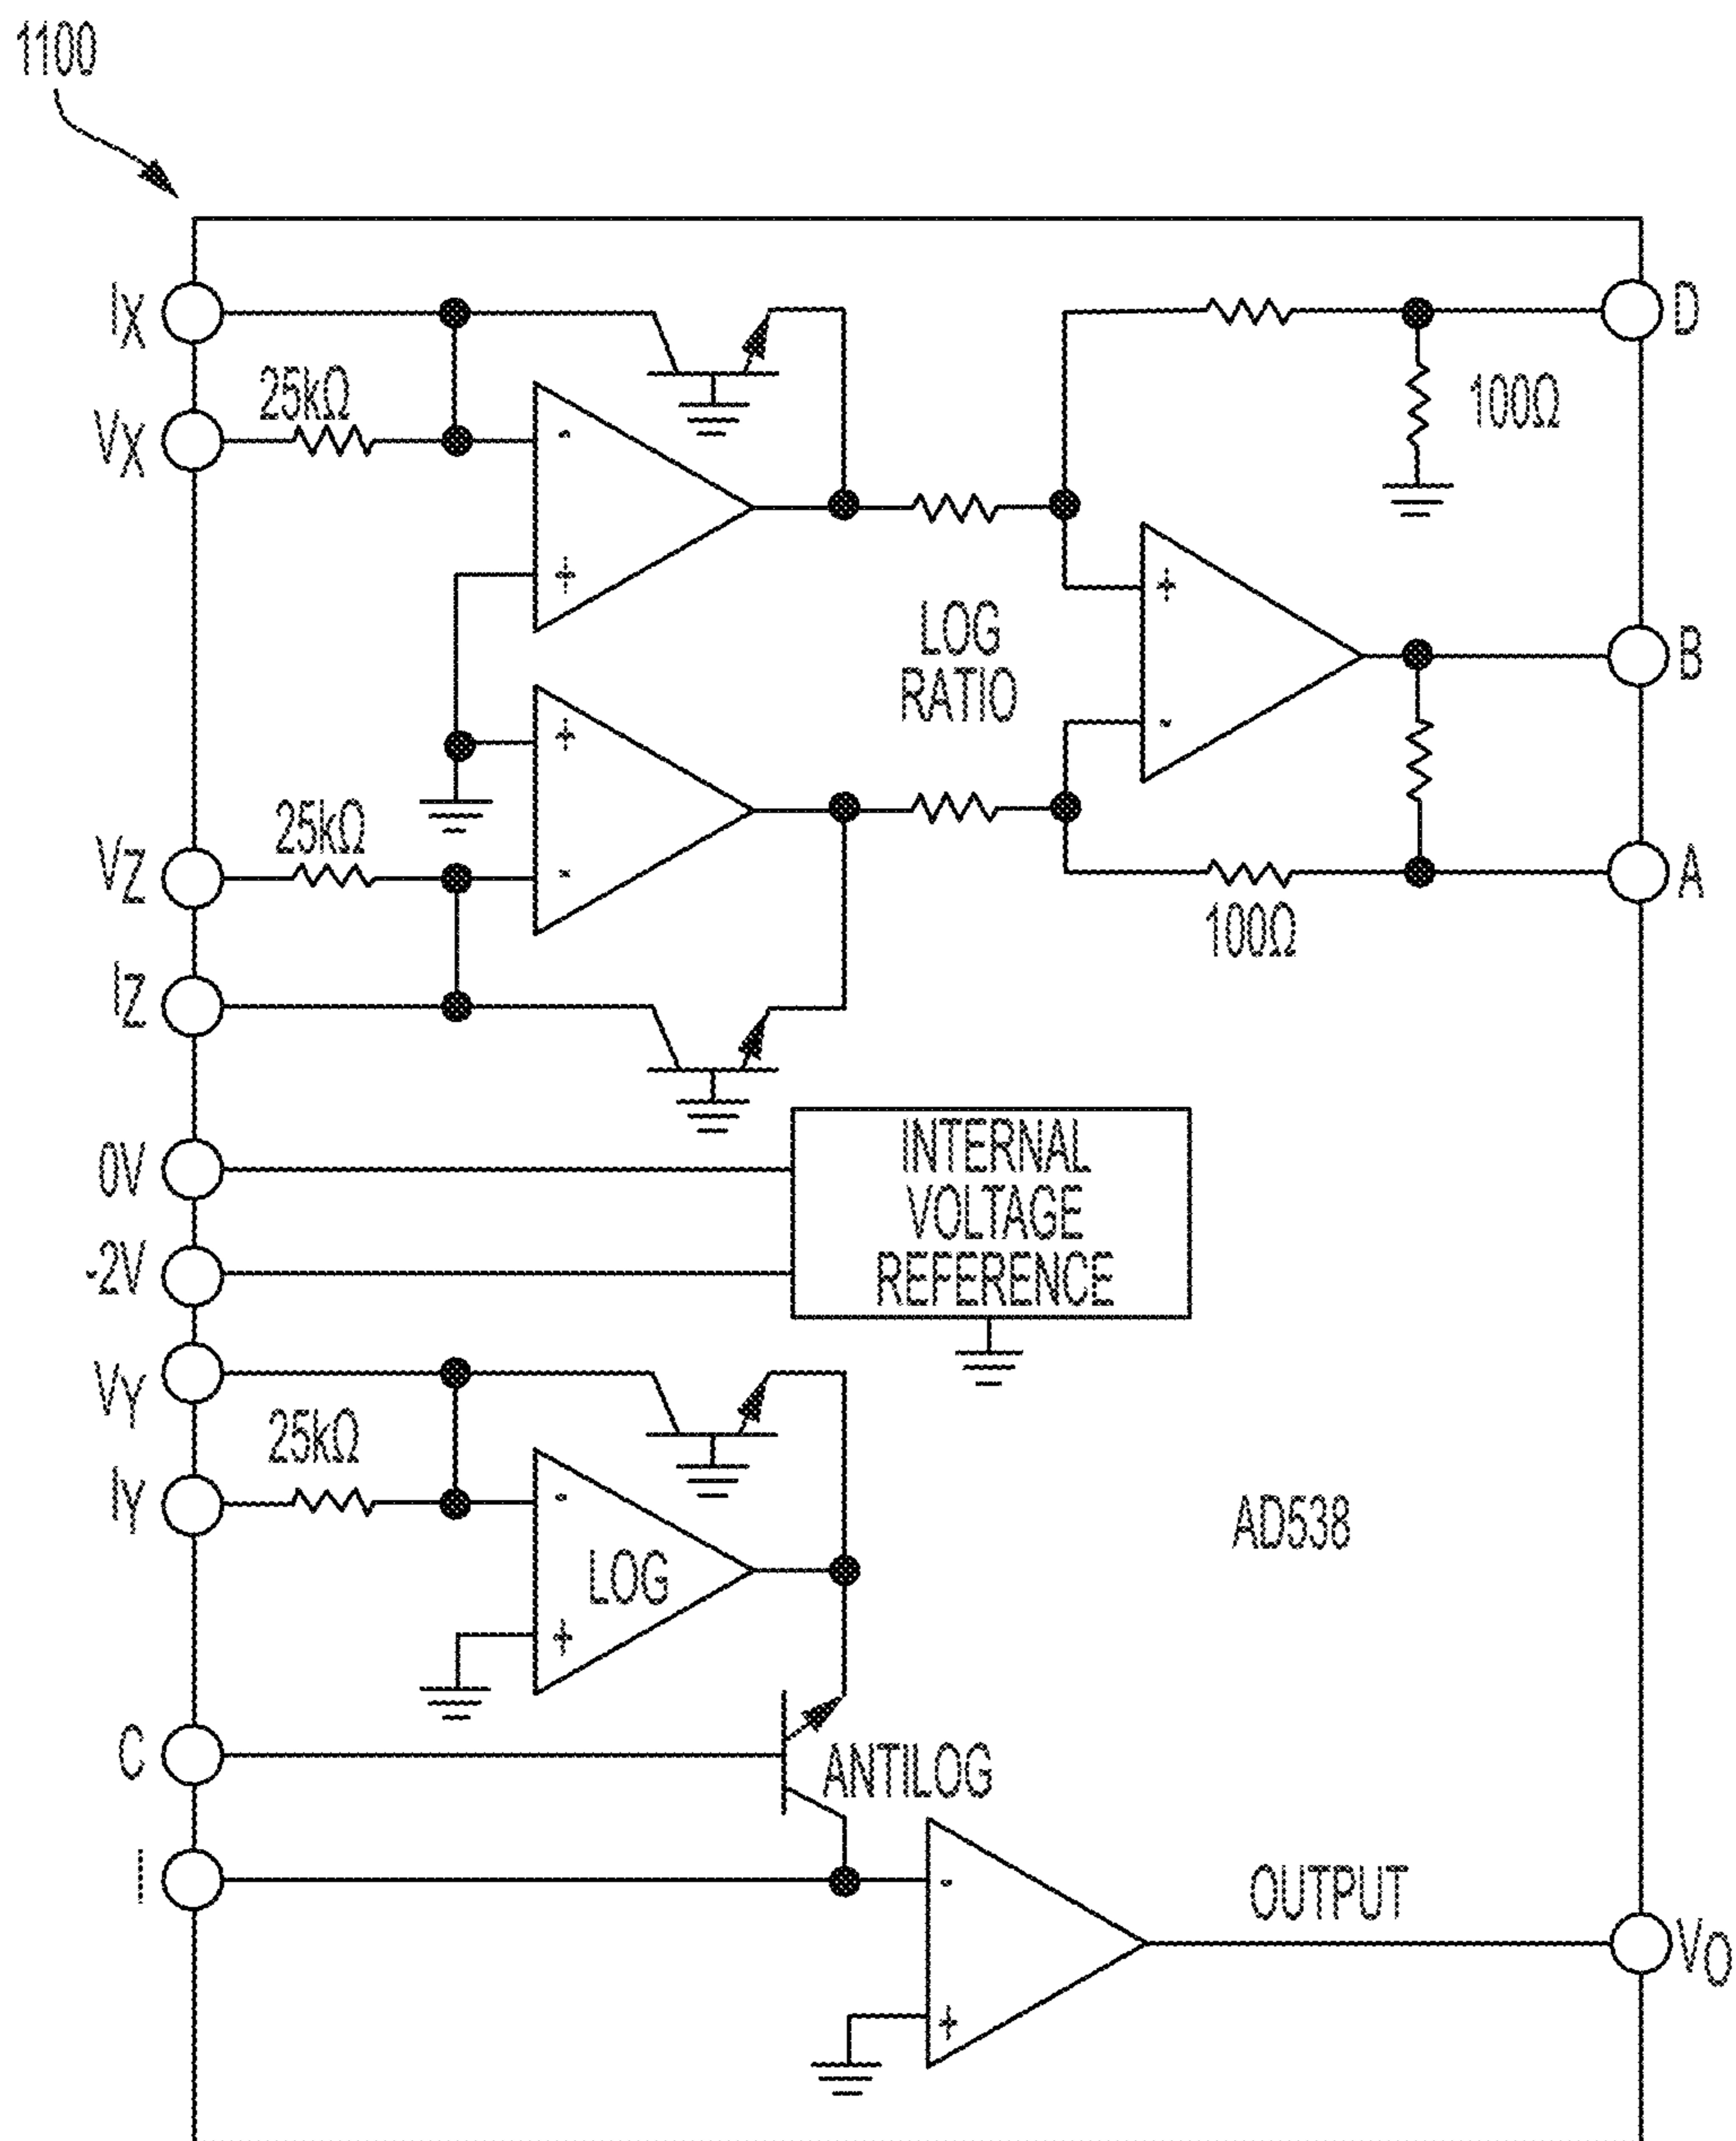 1100
IX
D
25kΩ
100Ω
VX
-
+
+
LOG
RATIO
B
+
-
25kΩ
VZ
-
A
100Ω
IZ
0V
INTERNAL
VOLTAGE
REFERENCE
-2V
VY
25kΩ
IY
-
AD538
LOG
+
C
ANTILOG
I
-
OUTPUT
VO
+